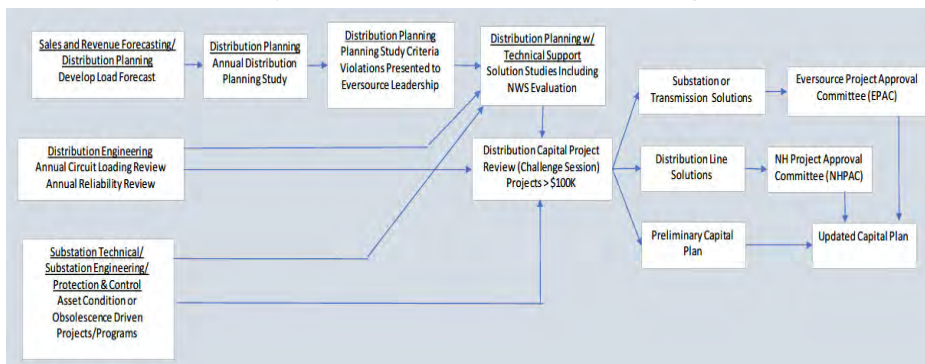 Sales and Revenue Forecasting/
Distribution Planning
Develop Load Forecast
Distribution Planning
Annual Distribution
Planning Study
Distribution Planning
Planning Study Criteria
Violations Presented to
Eversource Leadership
Distribution Planning w/
Technical Support
Solution Studies Including
NWS Evaluation
Substation or
Transmission Solutions
Eversource Project Approval
Committee (EPAC)
Distribution Engineering
Annual Circuit Loading Review
Annual Reliability Review
Distribution Capital Project
Review (Challenge Session)
Projects > $100K
Distribution Line
Solutions
NH Project Approval
Committee (NHPAC)
Substation Technical/
Substation Engineering/
Protection & Control
Asset Condition or
Obsolescence Driven
Projects/Programs
Preliminary Capital
Plan
Updated Capital Plan